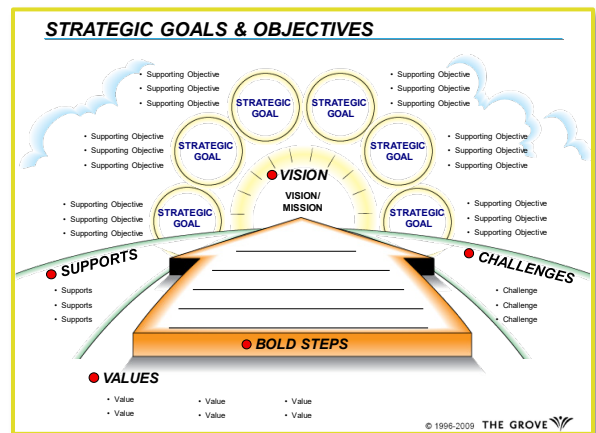 STRATEGIC GOALS & OBJECTIVES
• Supporting Objective
• Supporting Objective
• Supporting Objective
• Supporting Objective
• Supporting Objective
• Supporting Objective
STRATEGIC
GOAL
STRATEGIC
GOAL
• Supporting Objective
• Supporting Objective
• Supporting Objective
STRATEGIC
GOAL
STRATEGIC
GOAL
• Supporting Objective
• Supporting Objective
• Supporting Objective
VISION
VISION/
MISSION
• Supporting Objective
• Supporting Objective
• Supporting Objective
STRATEGIC
GOAL
STRATEGIC
GOAL
• Supporting Objective
• Supporting Objective
• Supporting Objective
SUPPORTS
• Supports
• Supports
• Supports
CHALLENGES
• Challenge
• Challenge
• Challenge
BOLD STEPS
VALUES
• Value
• Value
• Value
• Value
• Value
• Value
© 1996-2009 THE GROVE